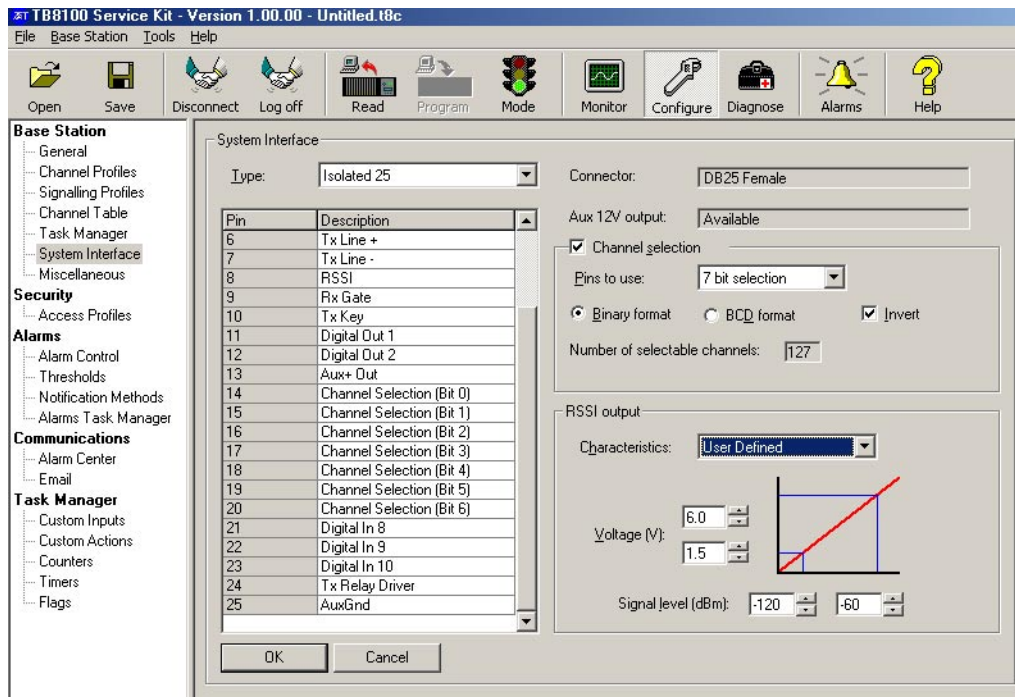 TB8100 Service Kit - Version 1.00.00 - Untitled.t8c
File Base Station Tools Help
Open Save Disconnect Log off Read Program Mode Monitor Configure Diagnose Alarms Help
Base Station
General
Channel Profiles
Signalling Profiles
Channel Table
Task Manager
System Interface
Miscellaneous
Security
Access Profiles
Alarms
Alarm Control
Thresholds
Notification Methods
Alarms Task Manager
Communications
Alarm Center
Email
Task Manager
Custom Inputs
Custom Actions
Counters
Timers
Flags
System Interface
Type: Isolated 25
Pin Description
6 Tx Line +
7 Tx Line -
8 RSSI
9 Rx Gate
10 Tx Key
11 Digital Out 1
12 Digital Out 2
13 Aux+ Out
14 Channel Selection (Bit 0)
15 Channel Selection (Bit 1)
16 Channel Selection (Bit 2)
17 Channel Selection (Bit 3)
18 Channel Selection (Bit 4)
19 Channel Selection (Bit 5)
20 Channel Selection (Bit 6)
21 Digital In 8
22 Digital In 9
23 Digital In 10
24 Tx Relay Driver
25 AuxGnd
OK Cancel
Connector: DB25 Female
Aux 12V output: Available
Channel selection
Pins to use: 7 bit selection
Binary format BCD format Invert
Number of selectable channels: 127
RSSI output
Characteristics: User Defined
Voltage (V): 6.0
1.5
Signal level (dBm): -120 -60